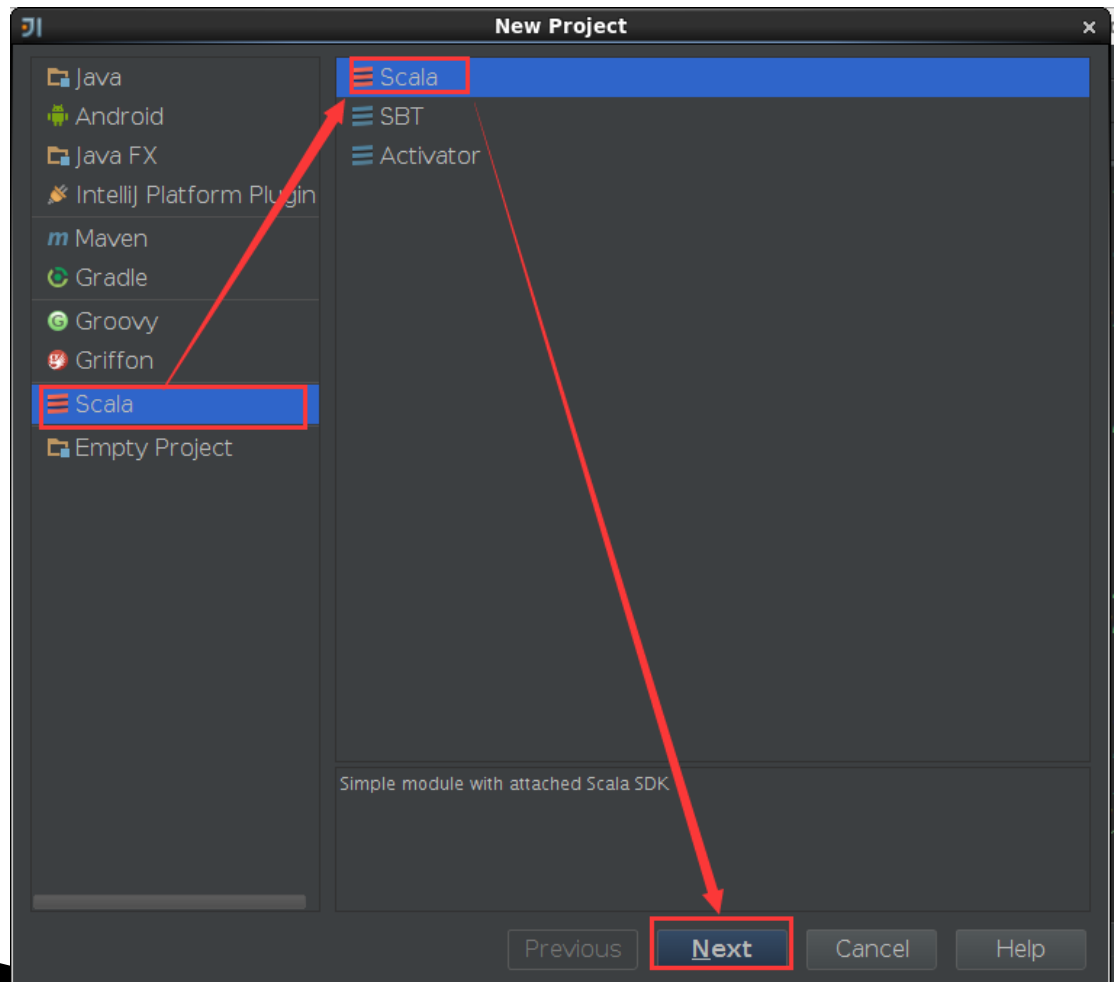 New Project
Java
Android
Java FX
IntelliJ Platform Plugin
Maven
Gradle
Groovy
Griffon
Scala
Empty Project
Scala
SBT
Activator
Simple module with attached Scala SDK
Previous
Next
Cancel
Help